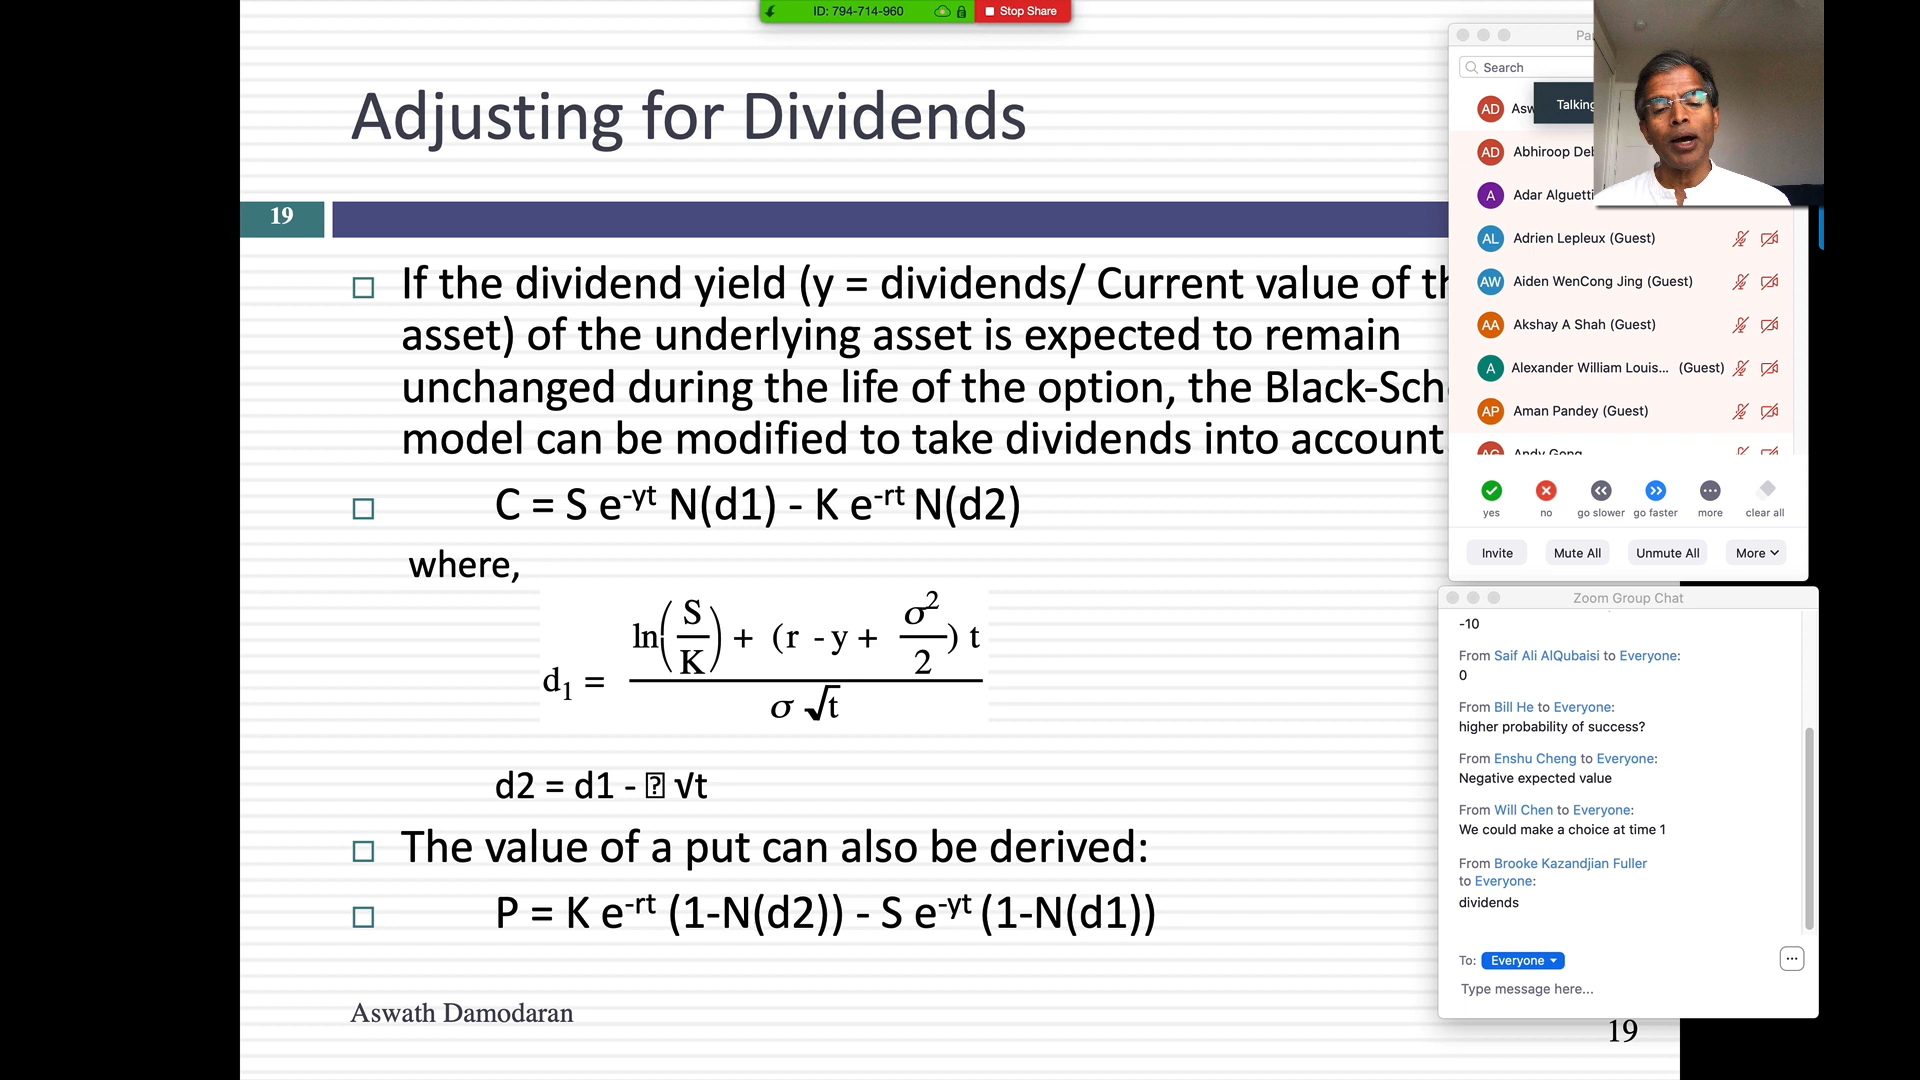 ID: 794-714-960
Stop Share
Adjusting for Dividends
19
If the dividend yield (y = dividends/ Current value of th
asset) of the underlying asset is expected to remain
unchanged during the life of the option, the Black-Sch
model can be modified to take dividends into account
C = S e^-yt N(d1) - K e^-rt N(d2)
where,
d₁ = (ln(S/K) + (r - y + σ²/2) t) / (σ √t)
d2 = d1 - √t
The value of a put can also be derived:
P = K e^-rt (1-N(d2)) - S e^-yt (1-N(d1))
Aswath Damodaran
19
Search
AD
Talking
AD Abhiroop Deb
A Adar Alguetti
AL Adrien Lepleux (Guest)
AW Aiden WenCong Jing (Guest)
AA Akshay A Shah (Guest)
A Alexander William Louis... (Guest)
AP Aman Pandey (Guest)
Andy Gong
yes
no
go slower
go faster
more
clear all
Invite
Mute All
Unmute All
More
Zoom Group Chat
-10
From Saif Ali AlQubaisi to Everyone:
0
From Bill He to Everyone:
higher probability of success?
From Enshu Cheng to Everyone:
Negative expected value
From Will Chen to Everyone:
We could make a choice at time 1
From Brooke Kazandjian Fuller
to Everyone:
dividends
To: Everyone
Type message here...